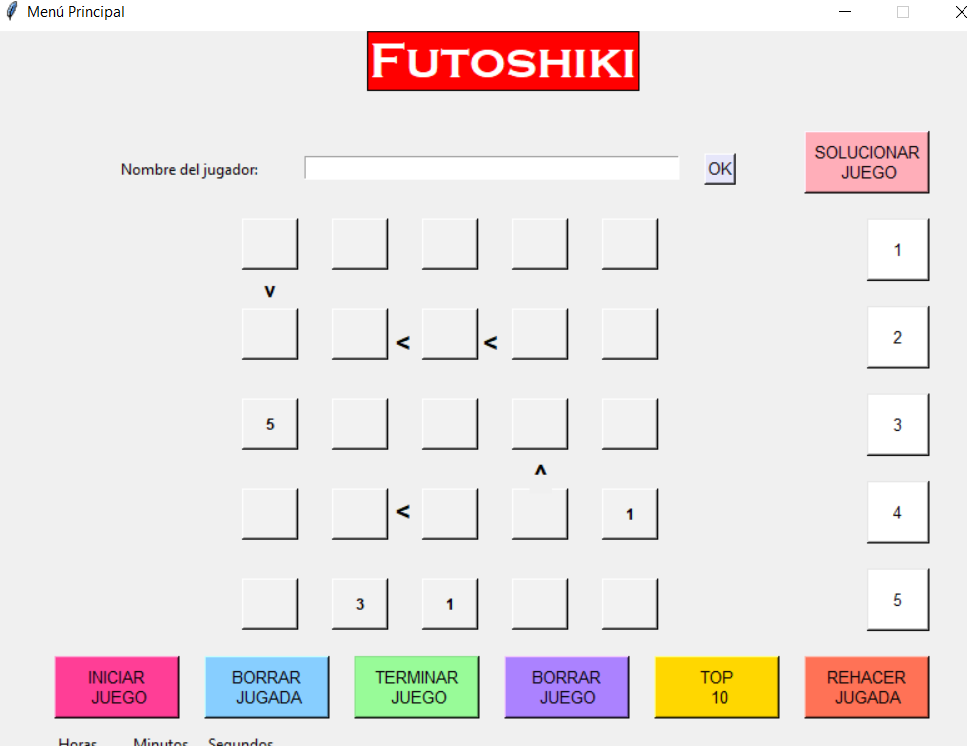 Menú Principal
FUTOSHIKI
Nombre del jugador:
OK
SOLUCIONAR
JUEGO
1
v
2
< <
5
3
^
<
1
4
3 1
5
INICIAR
JUEGO
BORRAR
JUGADA
TERMINAR
JUEGO
BORRAR
JUEGO
TOP
10
REHACER
JUGADA
Horas Minutos Segundos